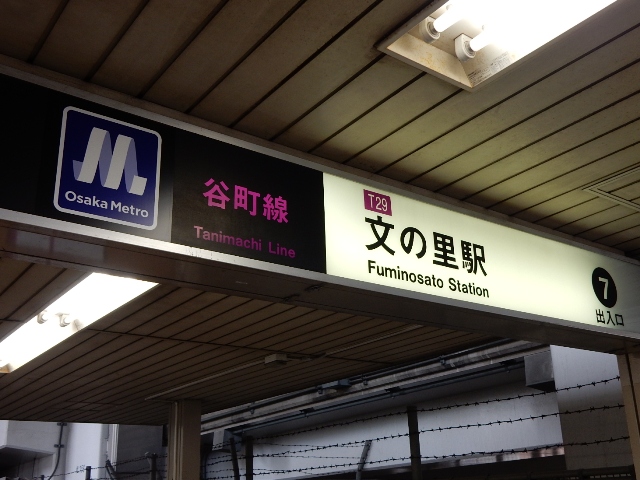 Osaka Metro
谷町線
Tanimachi Line
T29
文の里駅
Fuminosato Station
7
出入口